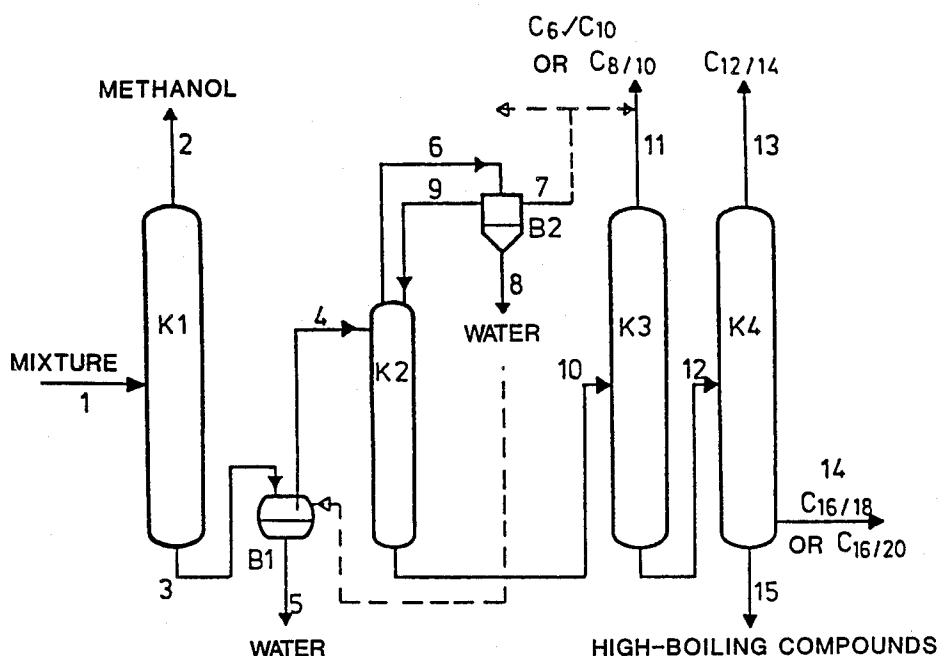 C6/C10
OR C8/10
C12/14
METHANOL
2
6
11
13
9
7
B2
8
K1
4
WATER
K3
K4
K2
MIXTURE
1
10
12
14
C16/18
OR C16/20
3
B1
5
15
WATER
HIGH-BOILING COMPOUNDS